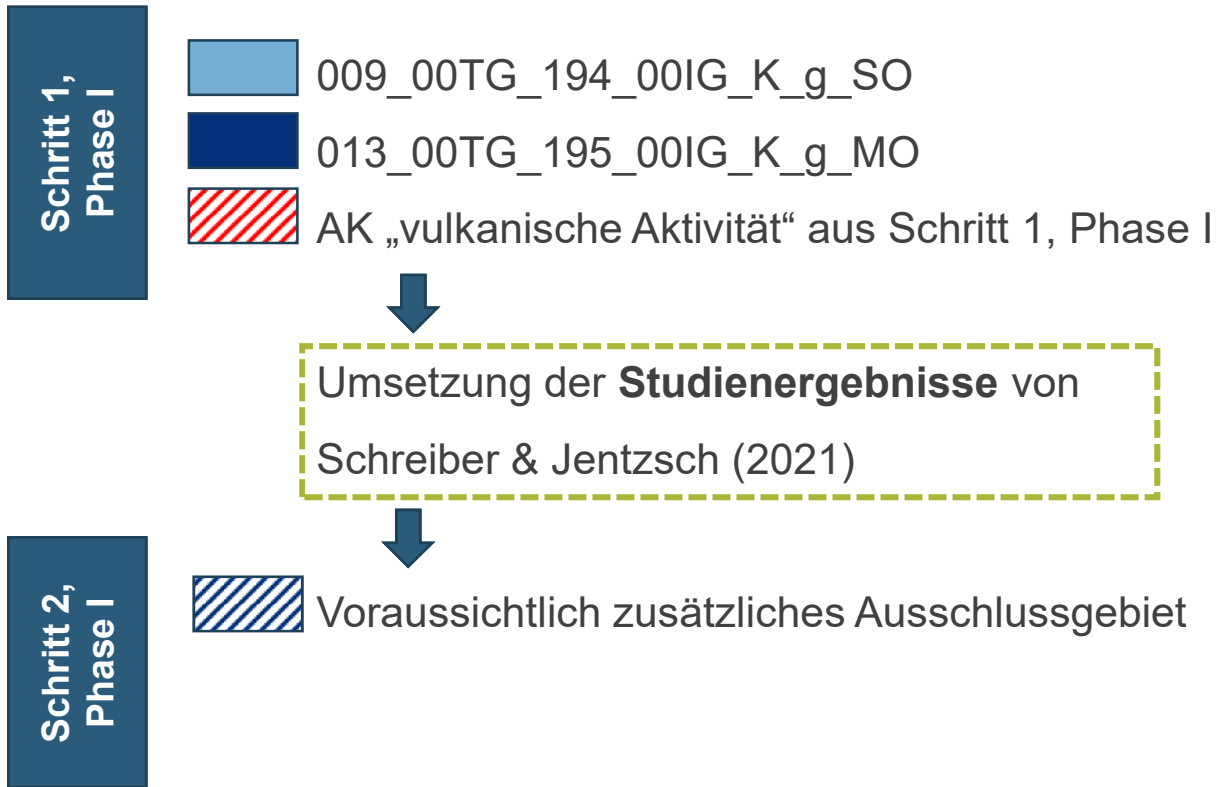 Schritt 1,
Phase I
009_00TG_194_00IG_K_g_SO
013_00TG_195_00IG_K_g_MO
AK „vulkanische Aktivität“ aus Schritt 1, Phase I
Umsetzung der Studienergebnisse von
Schreiber & Jentzsch (2021)
Schritt 2,
Phase I
Voraussichtlich zusätzliches Ausschlussgebiet